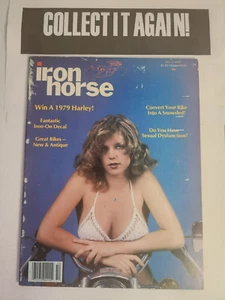 COLLECT IT AGAIN!
iron
horse
Win A 1979 Harley!
Fantastic
Iron-On Decal
Great Bikes –
New & Antique
Convert Your Bike
Into A Snowsled!
Do You Have
Sexual Dysfunction?